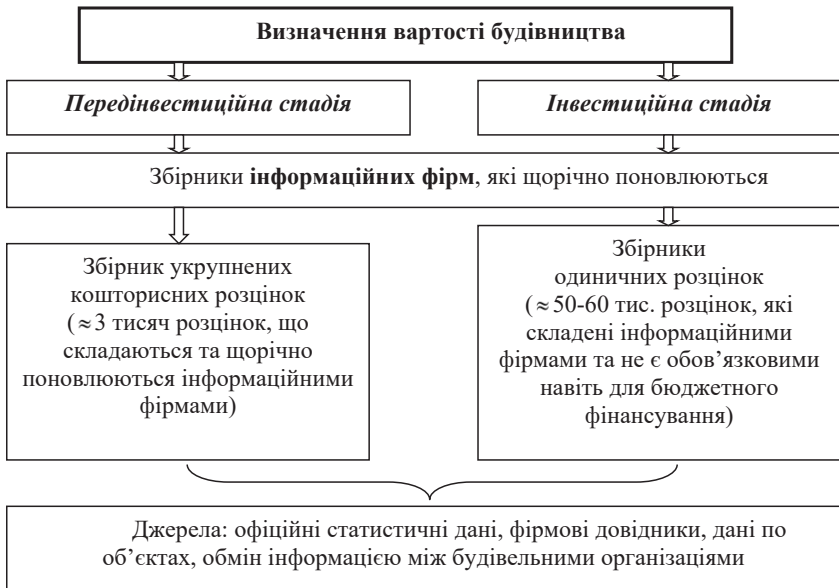 Визначення вартості будівництва
Передінвестиційна стадія
Інвестиційна стадія
Збірники інформаційних фірм, які щорічно поновлюються
Збірник укрупнених
кошторисних розцінок
(≈3 тисяч розцінок, що
складаються та щорічно
поновлюються інформаційними
фірмами)
Збірники
одиничних розцінок
(≈50-60 тис. розцінок, які
складені інформаційними
фірмами та не є обов’язковими
навіть для бюджетного
фінансування)
Джерела: офіційні статистичні дані, фірмові довідники, дані по
об’єктах, обмін інформацією між будівельними організаціями